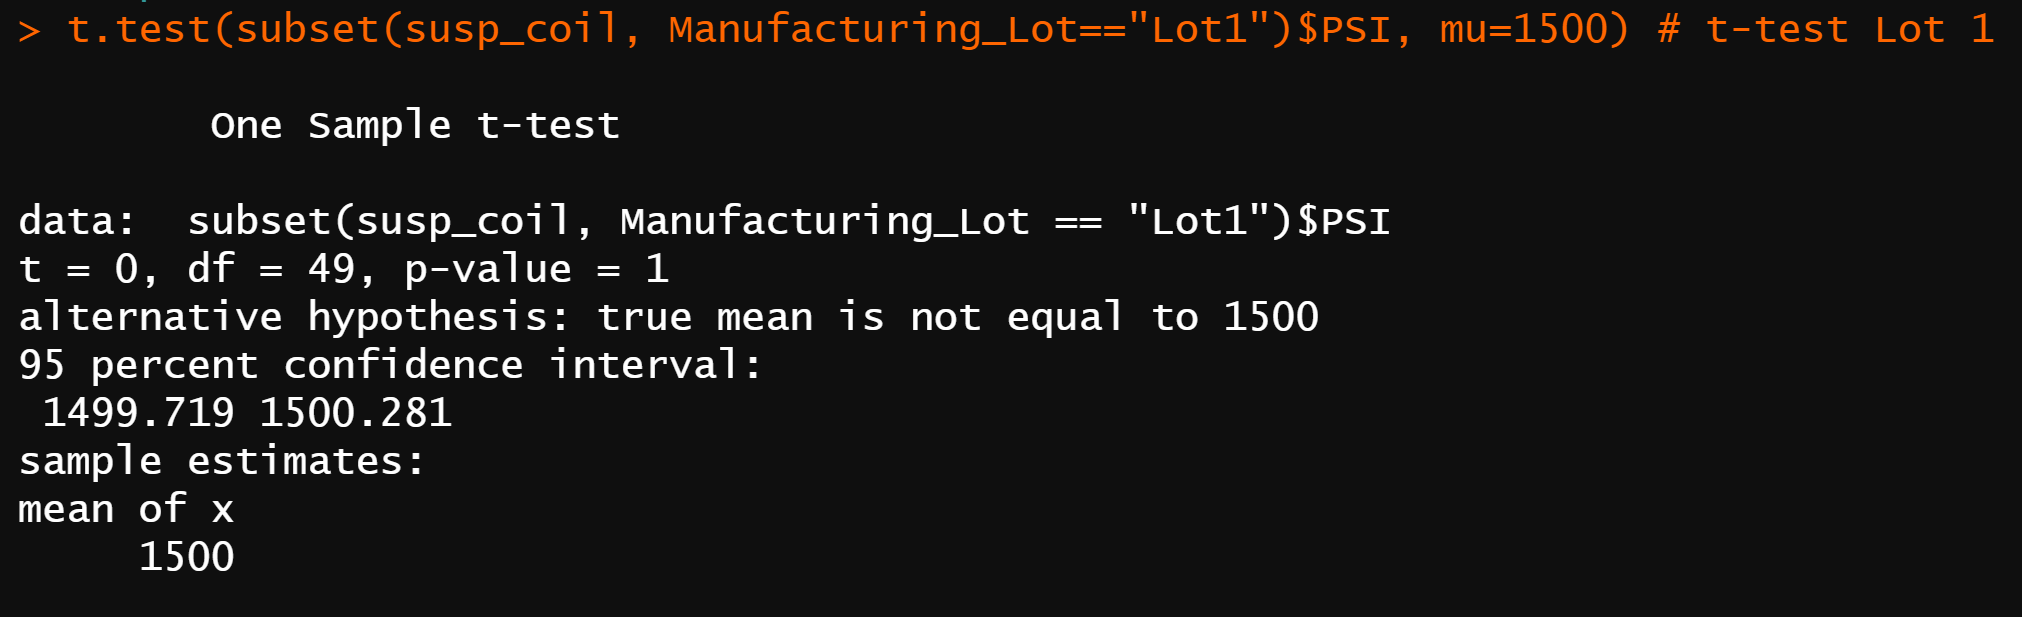 > t.test(subset(susp_coil, Manufacturing_Lot=="Lot1")$PSI, mu=1500) # t-test Lot 1
One Sample t-test
data:  subset(susp_coil, Manufacturing_Lot == "Lot1")$PSI
t = 0, df = 49, p-value = 1
alternative hypothesis: true mean is not equal to 1500
95 percent confidence interval:
1499.719 1500.281
sample estimates:
mean of x
1500